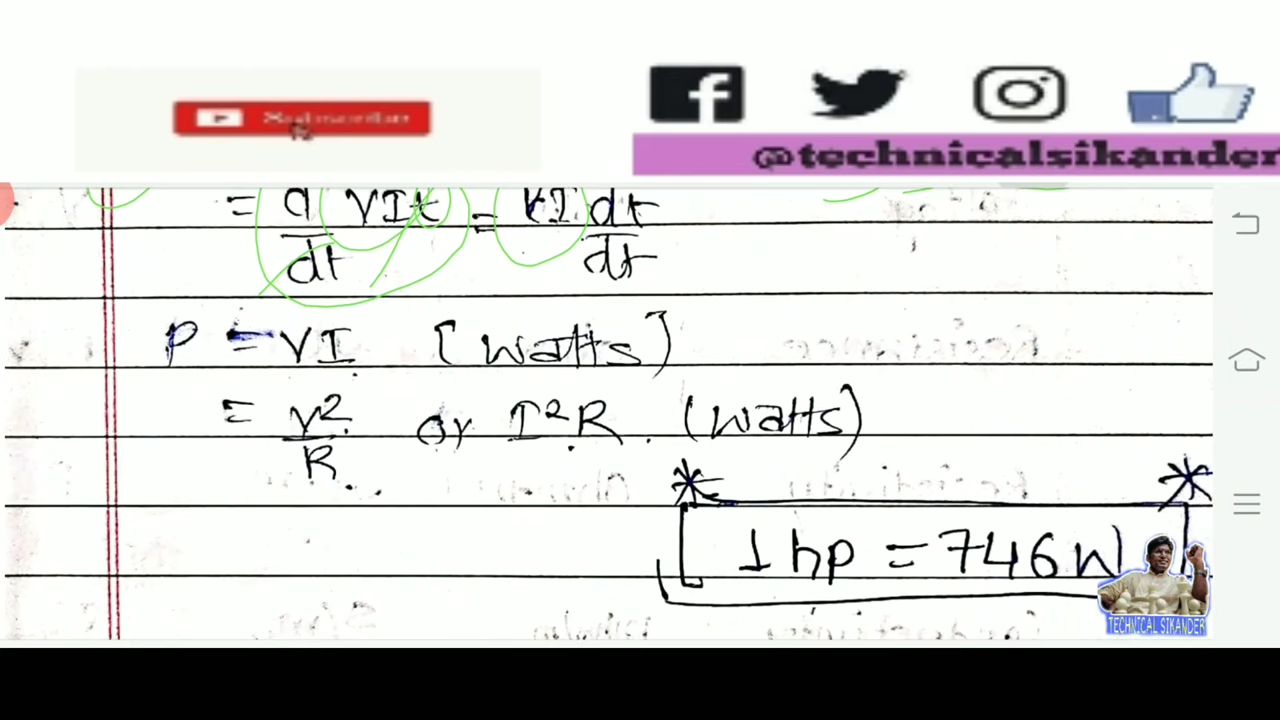 @technicalsikander
= d/dt VIt = VI dt/dt
P = VI [watts]
= V²/R or I²R. (watts)
1 hp = 746 W
TECHNICAL SIKANDER